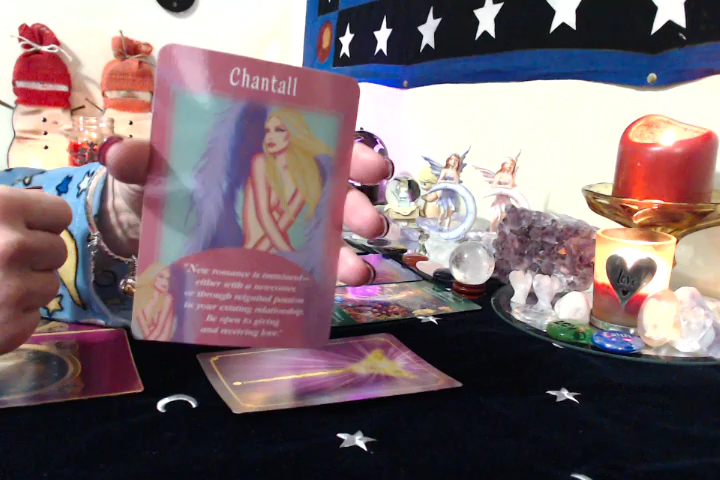 Chantall
"New romance is imminent—
either with a newcomer
or through reignited passion
in your existing relationship.
Be open to giving
and receiving love."
love